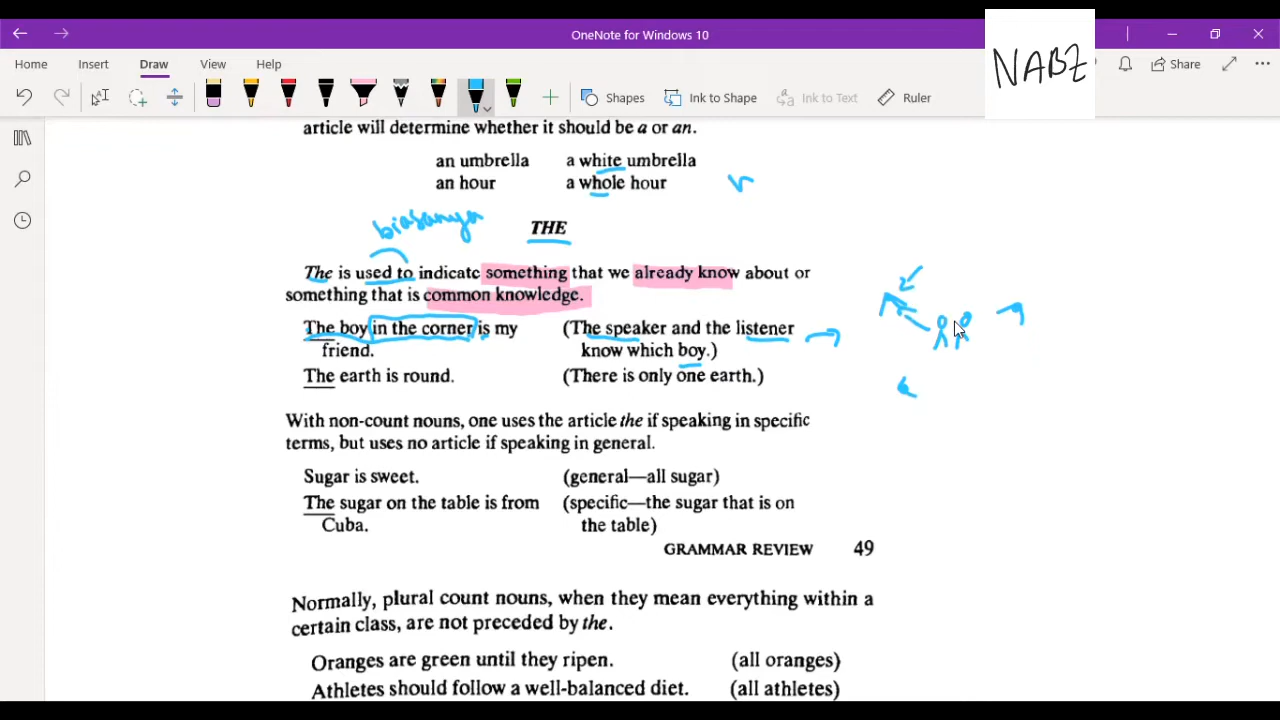 OneNote for Windows 10
NABZ
Home Insert Draw View Help
Share
Shapes Ink to Shape Ink to Text Ruler
article will determine whether it should be a or an.
an umbrella a white umbrella
an hour a whole hour
biasanya
THE
The is used to indicate something that we already know about or
something that is common knowledge.
The boy in the corner is my (The speaker and the listener
friend. know which boy.)
The earth is round. (There is only one earth.)
With non-count nouns, one uses the article the if speaking in specific
terms, but uses no article if speaking in general.
Sugar is sweet. (general—all sugar)
The sugar on the table is from (specific—the sugar that is on
Cuba. the table)
GRAMMAR REVIEW 49
Normally, plural count nouns, when they mean everything within a
certain class, are not preceded by the.
Oranges are green until they ripen. (all oranges)
Athletes should follow a well-balanced diet. (all athletes)